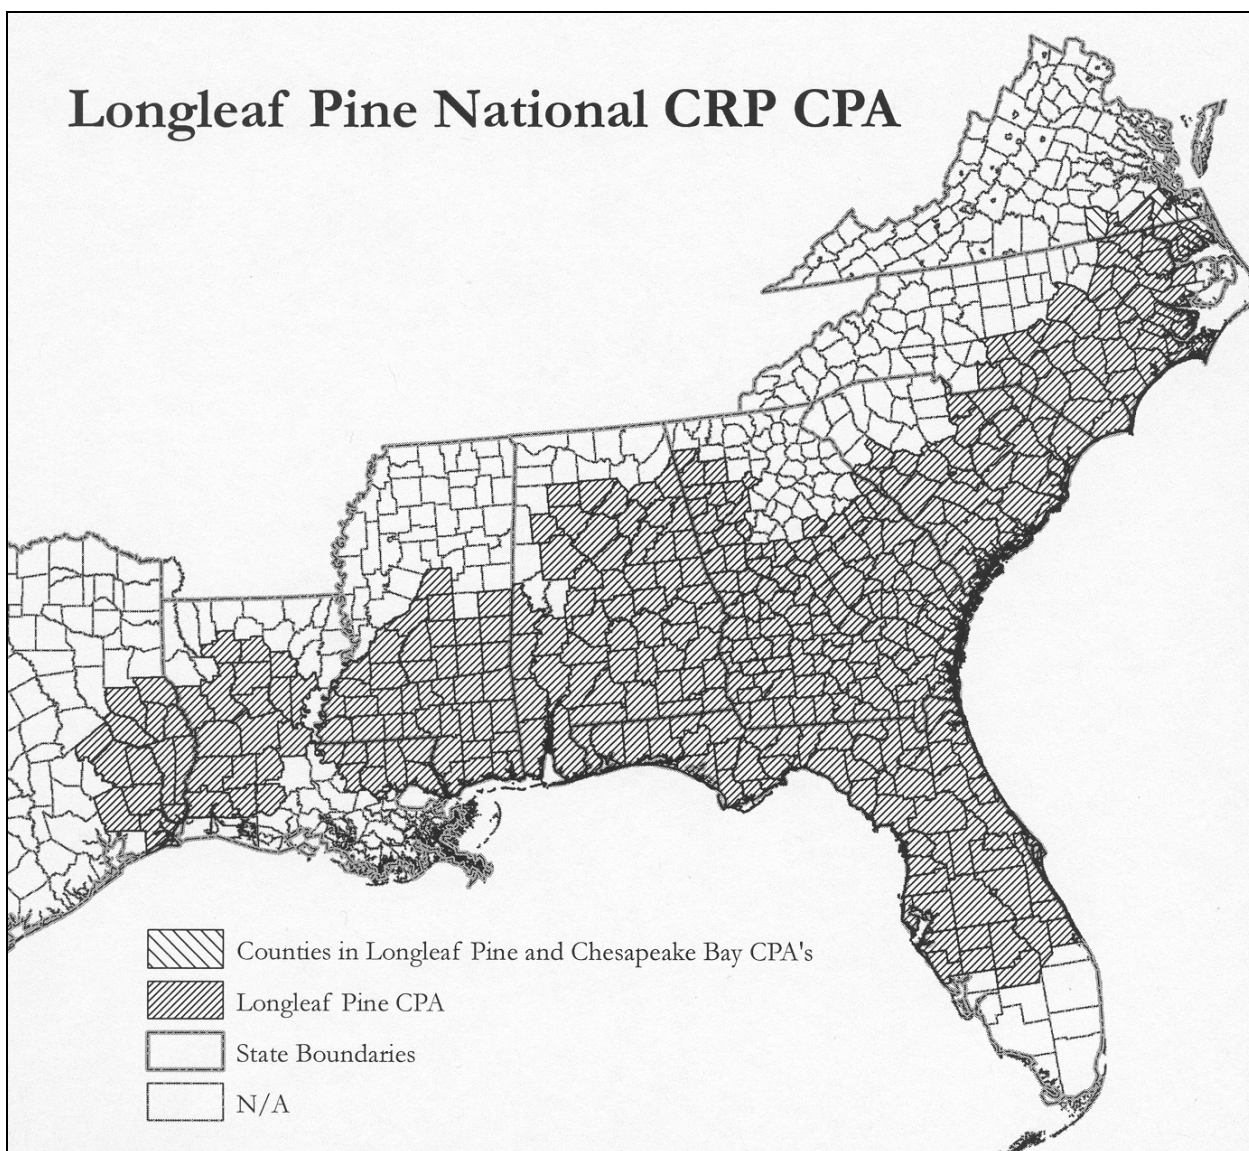 Longleaf Pine National CRP CPA
Counties in Longleaf Pine and Chesapeake Bay CPA's
Longleaf Pine CPA
State Boundaries
N/A